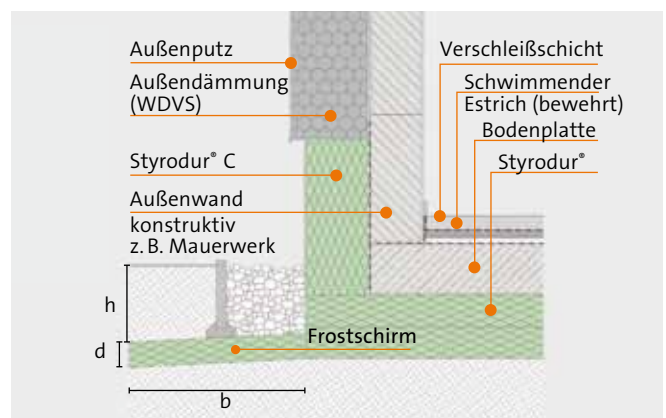 Außenputz
Außendämmung
(WDVS)
Styrodur® C
Außenwand
konstruktiv
z. B. Mauerwerk
Verschleißschicht
Schwimmender
Estrich (bewehrt)
Bodenplatte
Styrodur®
h
d
Frostschirm
b